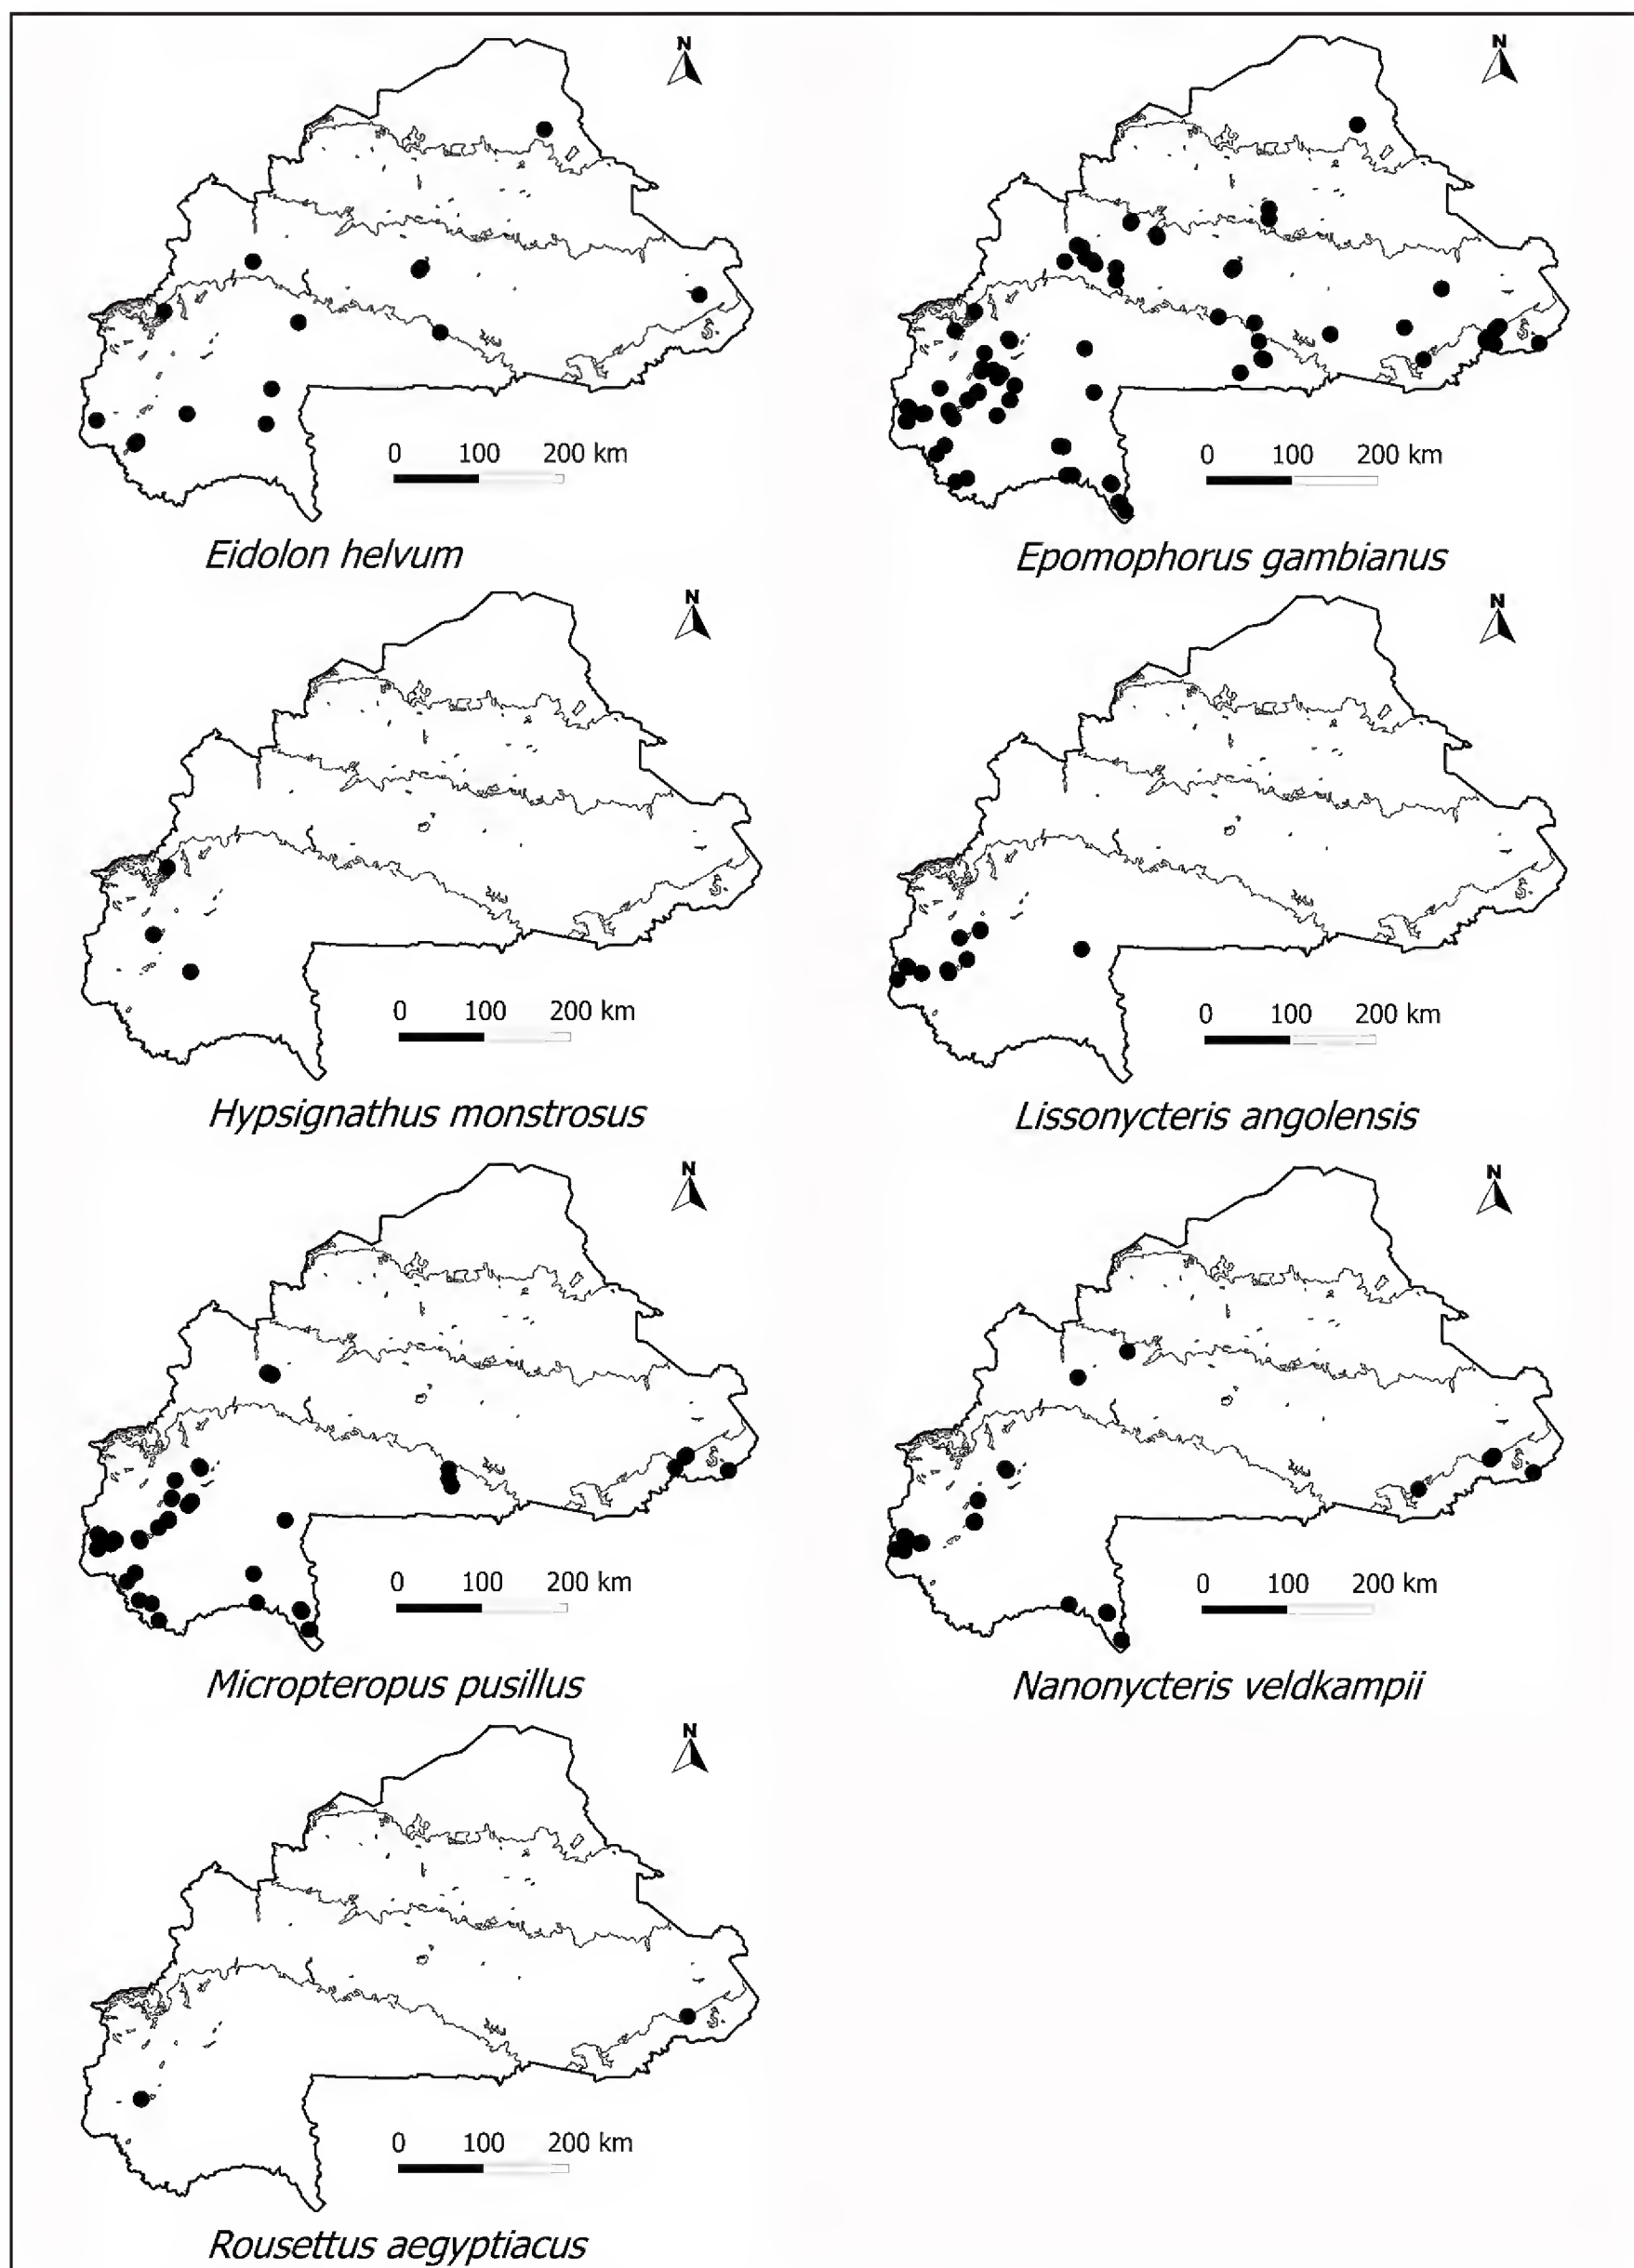 N
N
0 100 200 km
0 100 200 km
Eidolon helvum
Epomophorus gambianus
N
N
0 100 200 km
0 100 200 km
Hypsignathus monstrosus
Lissonycteris angolensis
N
N
0 100 200 km
0 100 200 km
Micropteropus pusillus
Nanonycteris veldkampii
N
0 100 200 km
Rousettus aegyptiacus